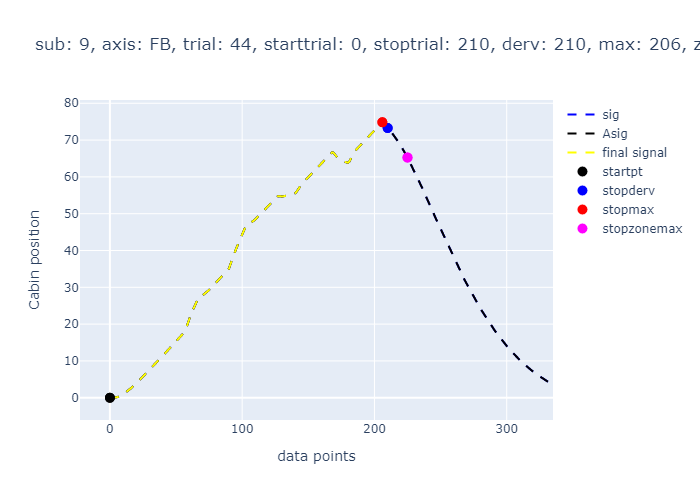 sub: 9, axis: FB, trial: 44, starttrial: 0, stoptrial: 210, derv: 210, max: 206, z
80
70
60
50
40
30
20
10
0
Cabin position
0 100 200 300
data points
sig
Asig
final signal
startpt
stopderv
stopmax
stopzonemax